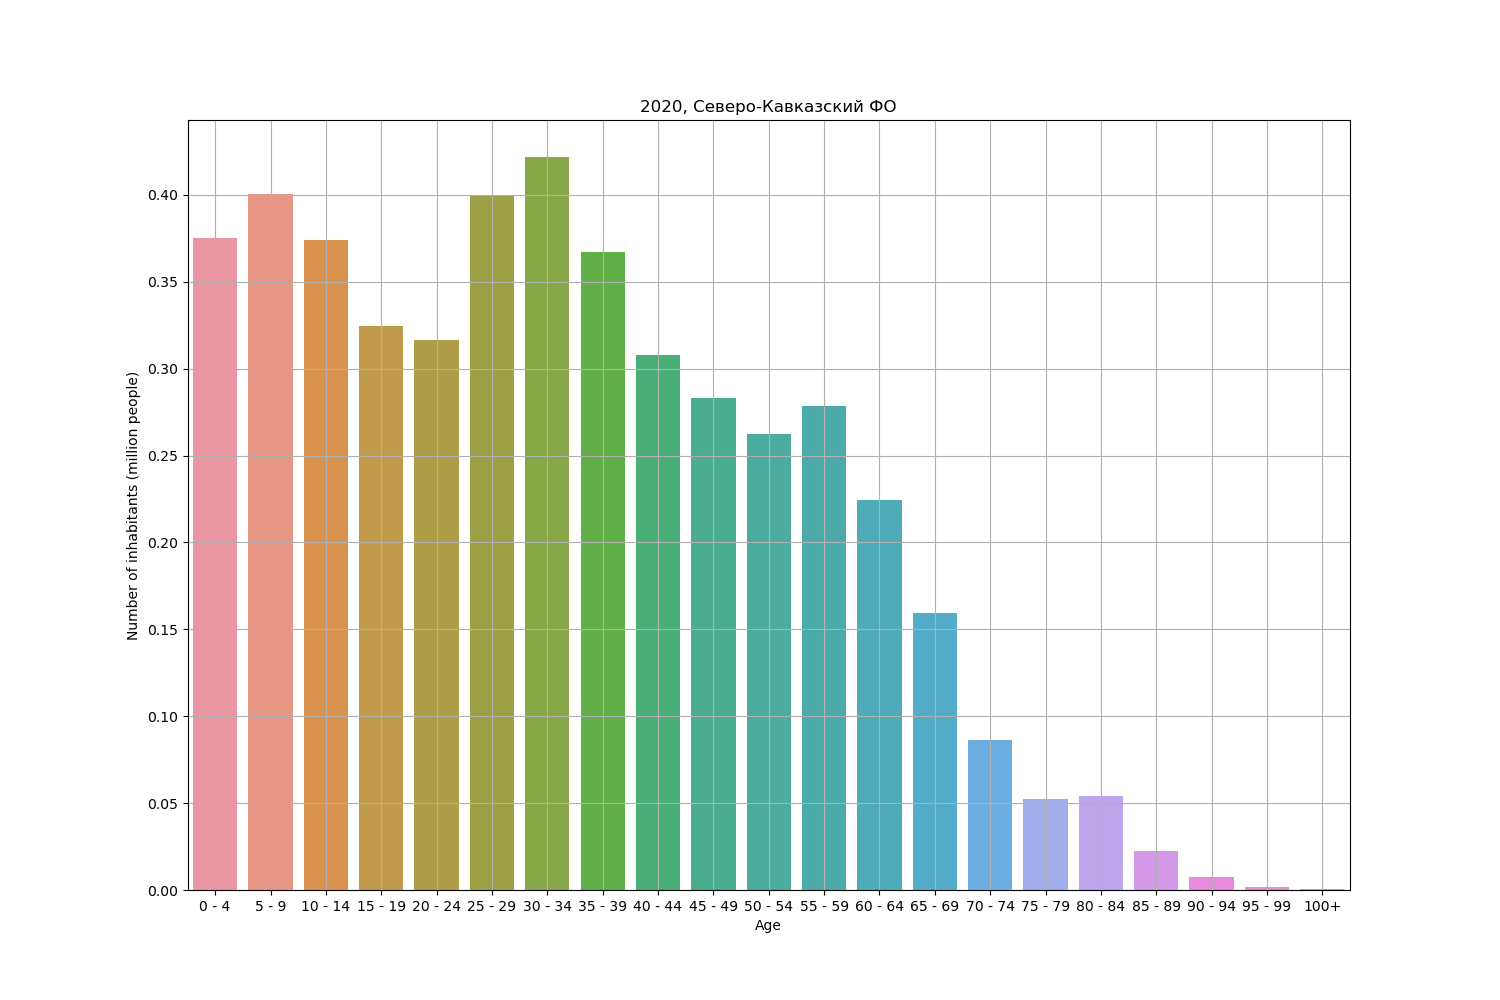 2020, Северо-Кавказский ФО
Number of inhabitants (million people)
0.40
0.35
0.30
0.25
0.20
0.15
0.10
0.05
0.00
0 - 4 5 - 9 10 - 14 15 - 19 20 - 24 25 - 29 30 - 34 35 - 39 40 - 44 45 - 49 50 - 54 55 - 59 60 - 64 65 - 69 70 - 74 75 - 79 80 - 84 85 - 89 90 - 94 95 - 99 100+
Age